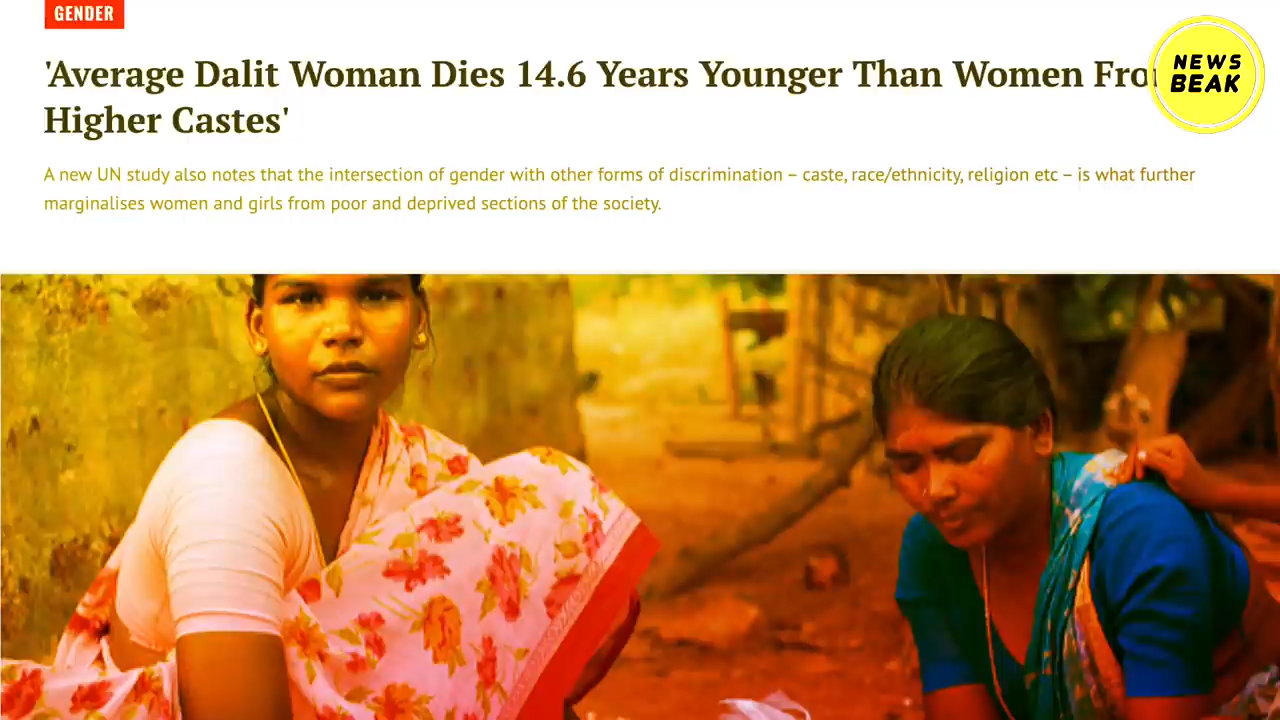 GENDER
'Average Dalit Woman Dies 14.6 Years Younger Than Women
Higher Castes'
A new UN study also notes that the intersection of gender with other forms of discrimination – caste, race/ethnicity, religion etc – is what further
marginalises women and girls from poor and deprived sections of the society.
NEWS
BEAK